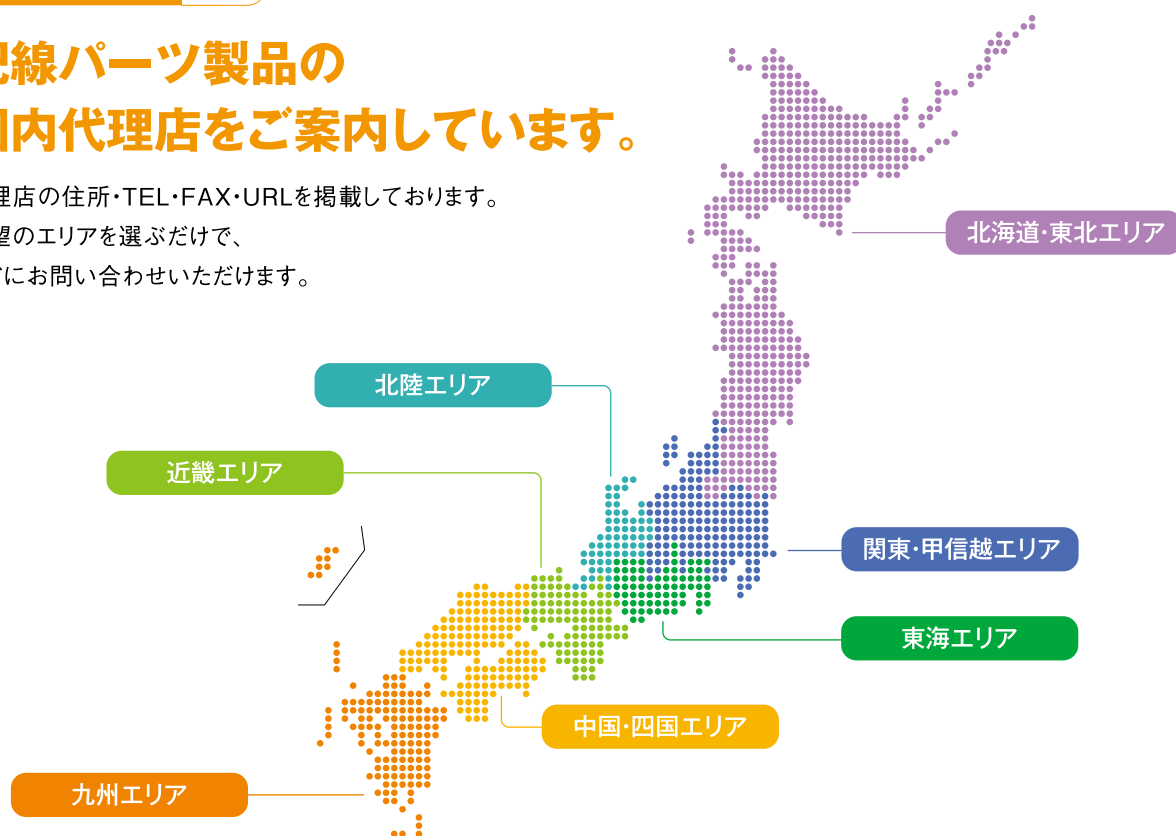 線パーツ製品の
内代理店をご案内しています。
理店の住所・TEL・FAX・URLを掲載しております。
望のエリアを選ぶだけで、
にお問い合わせいただけます。
北海道・東北エリア
北陸エリア
近畿エリア
関東・甲信越エリア
東海エリア
中国・四国エリア
九州エリア